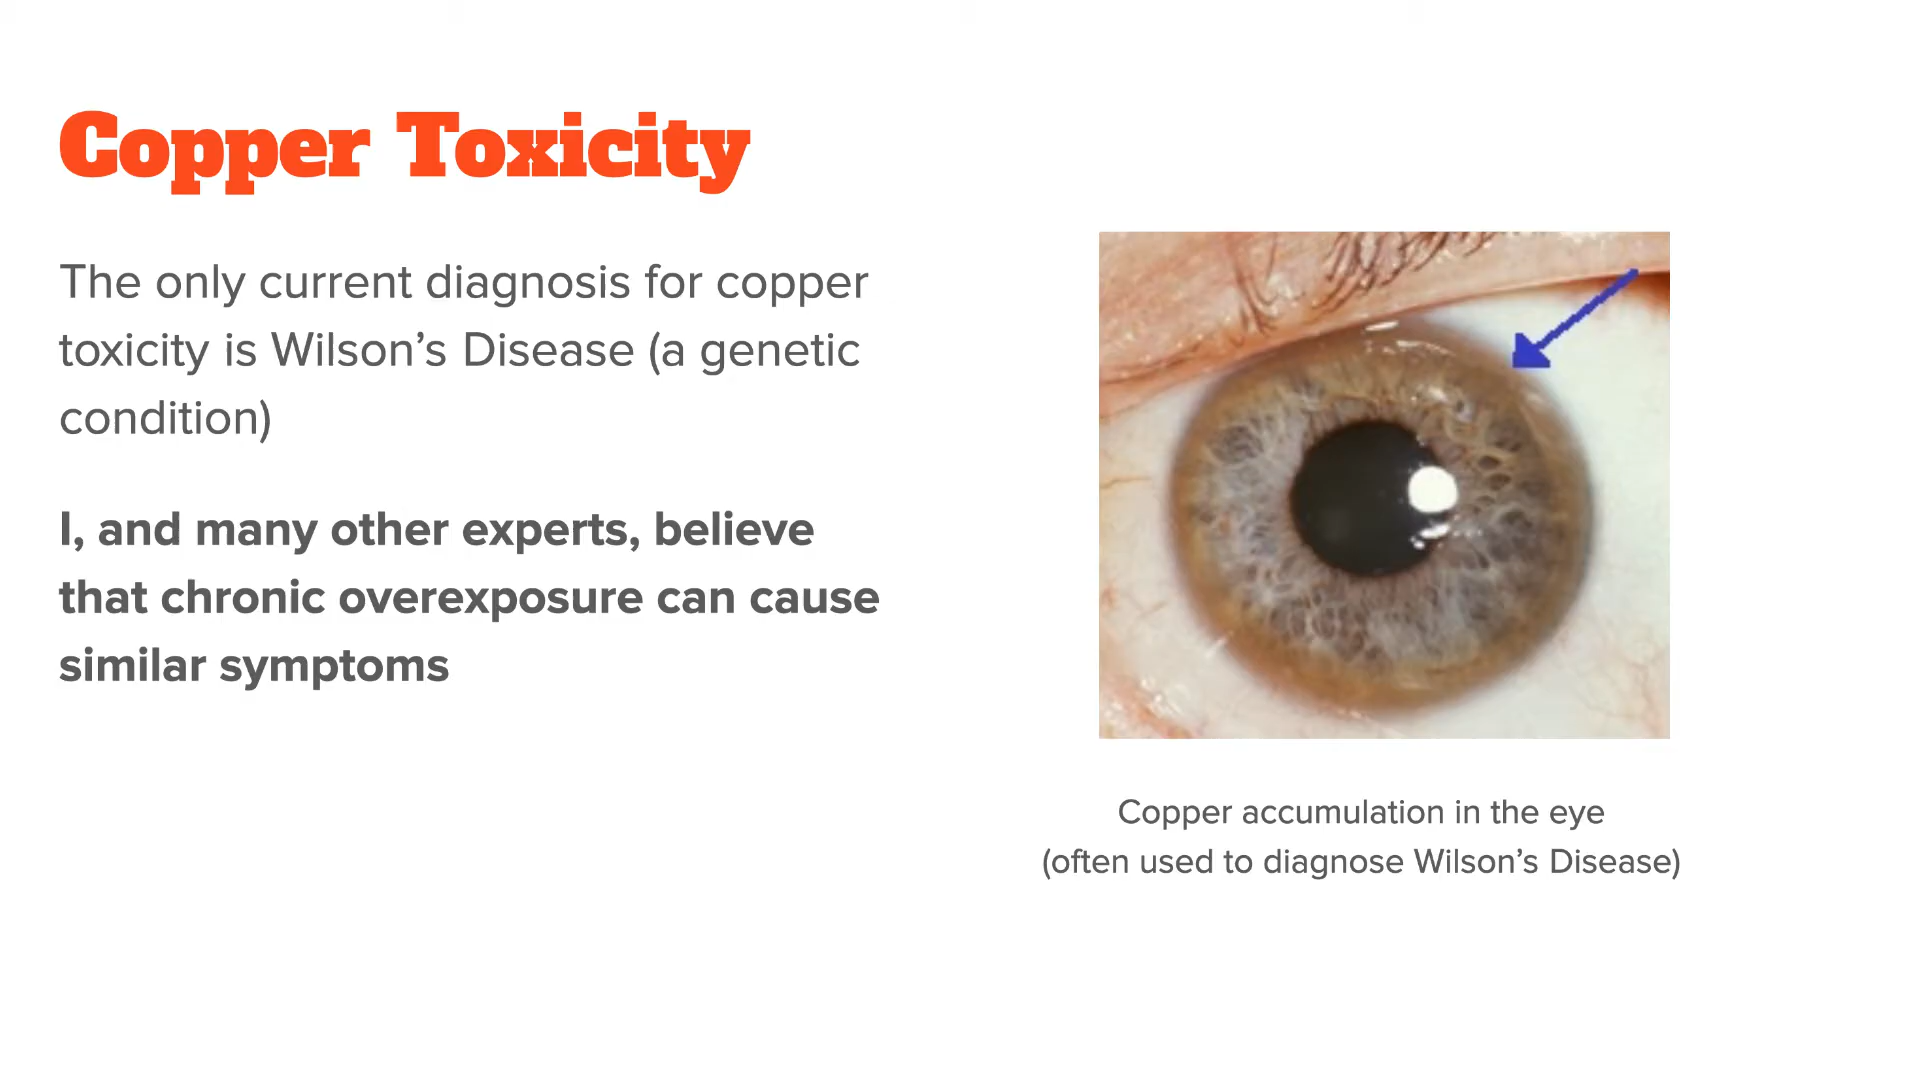 Copper Toxicity
The only current diagnosis for copper
toxicity is Wilson’s Disease (a genetic
condition)
I, and many other experts, believe
that chronic overexposure can cause
similar symptoms
Copper accumulation in the eye
(often used to diagnose Wilson’s Disease)